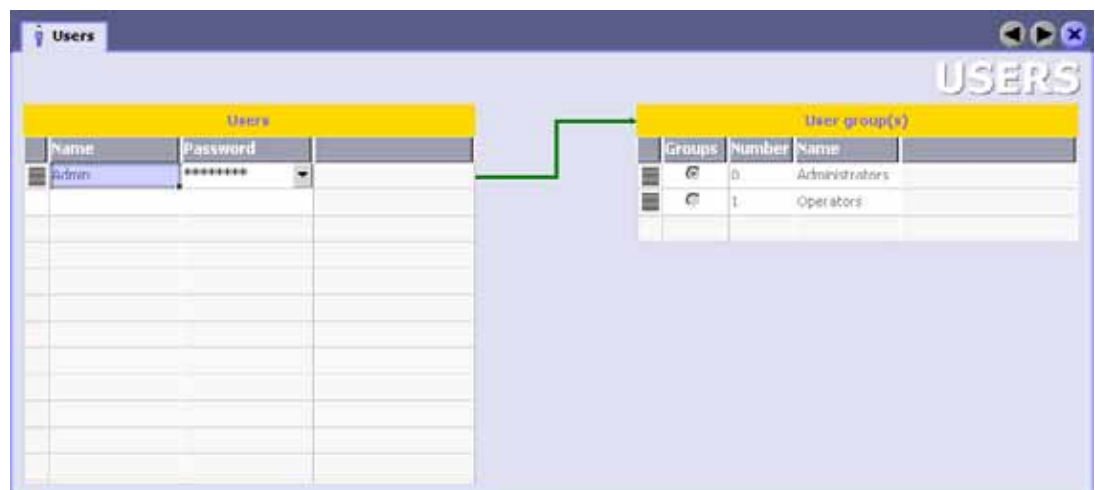 Users
USERS
Users
Name Password
Admin ********
User group(s)
Groups Number Name
0 Administrators
1 Operators